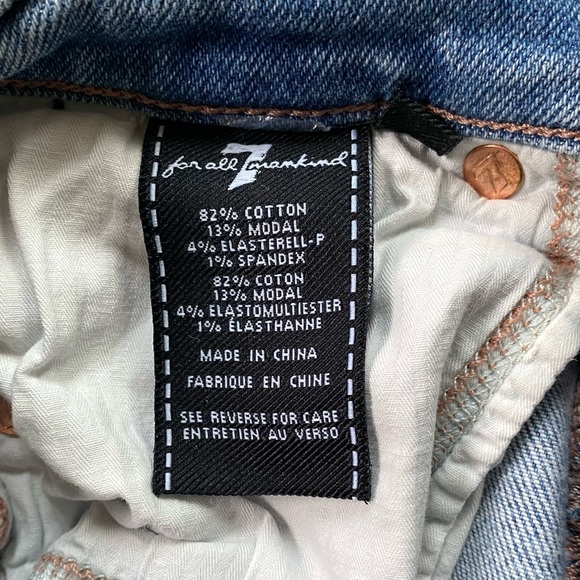 for all 7 mankind
82% COTTON
13% MODAL
4% ELASTERELL-P
1% SPANDEX
82% COTON
13% MODAL
4% ELASTOMULTIESTER
1% ÉLASTHANNE
MADE IN CHINA
FABRIQUE EN CHINE
SEE REVERSE FOR CARE
ENTRETIEN AU VERSO